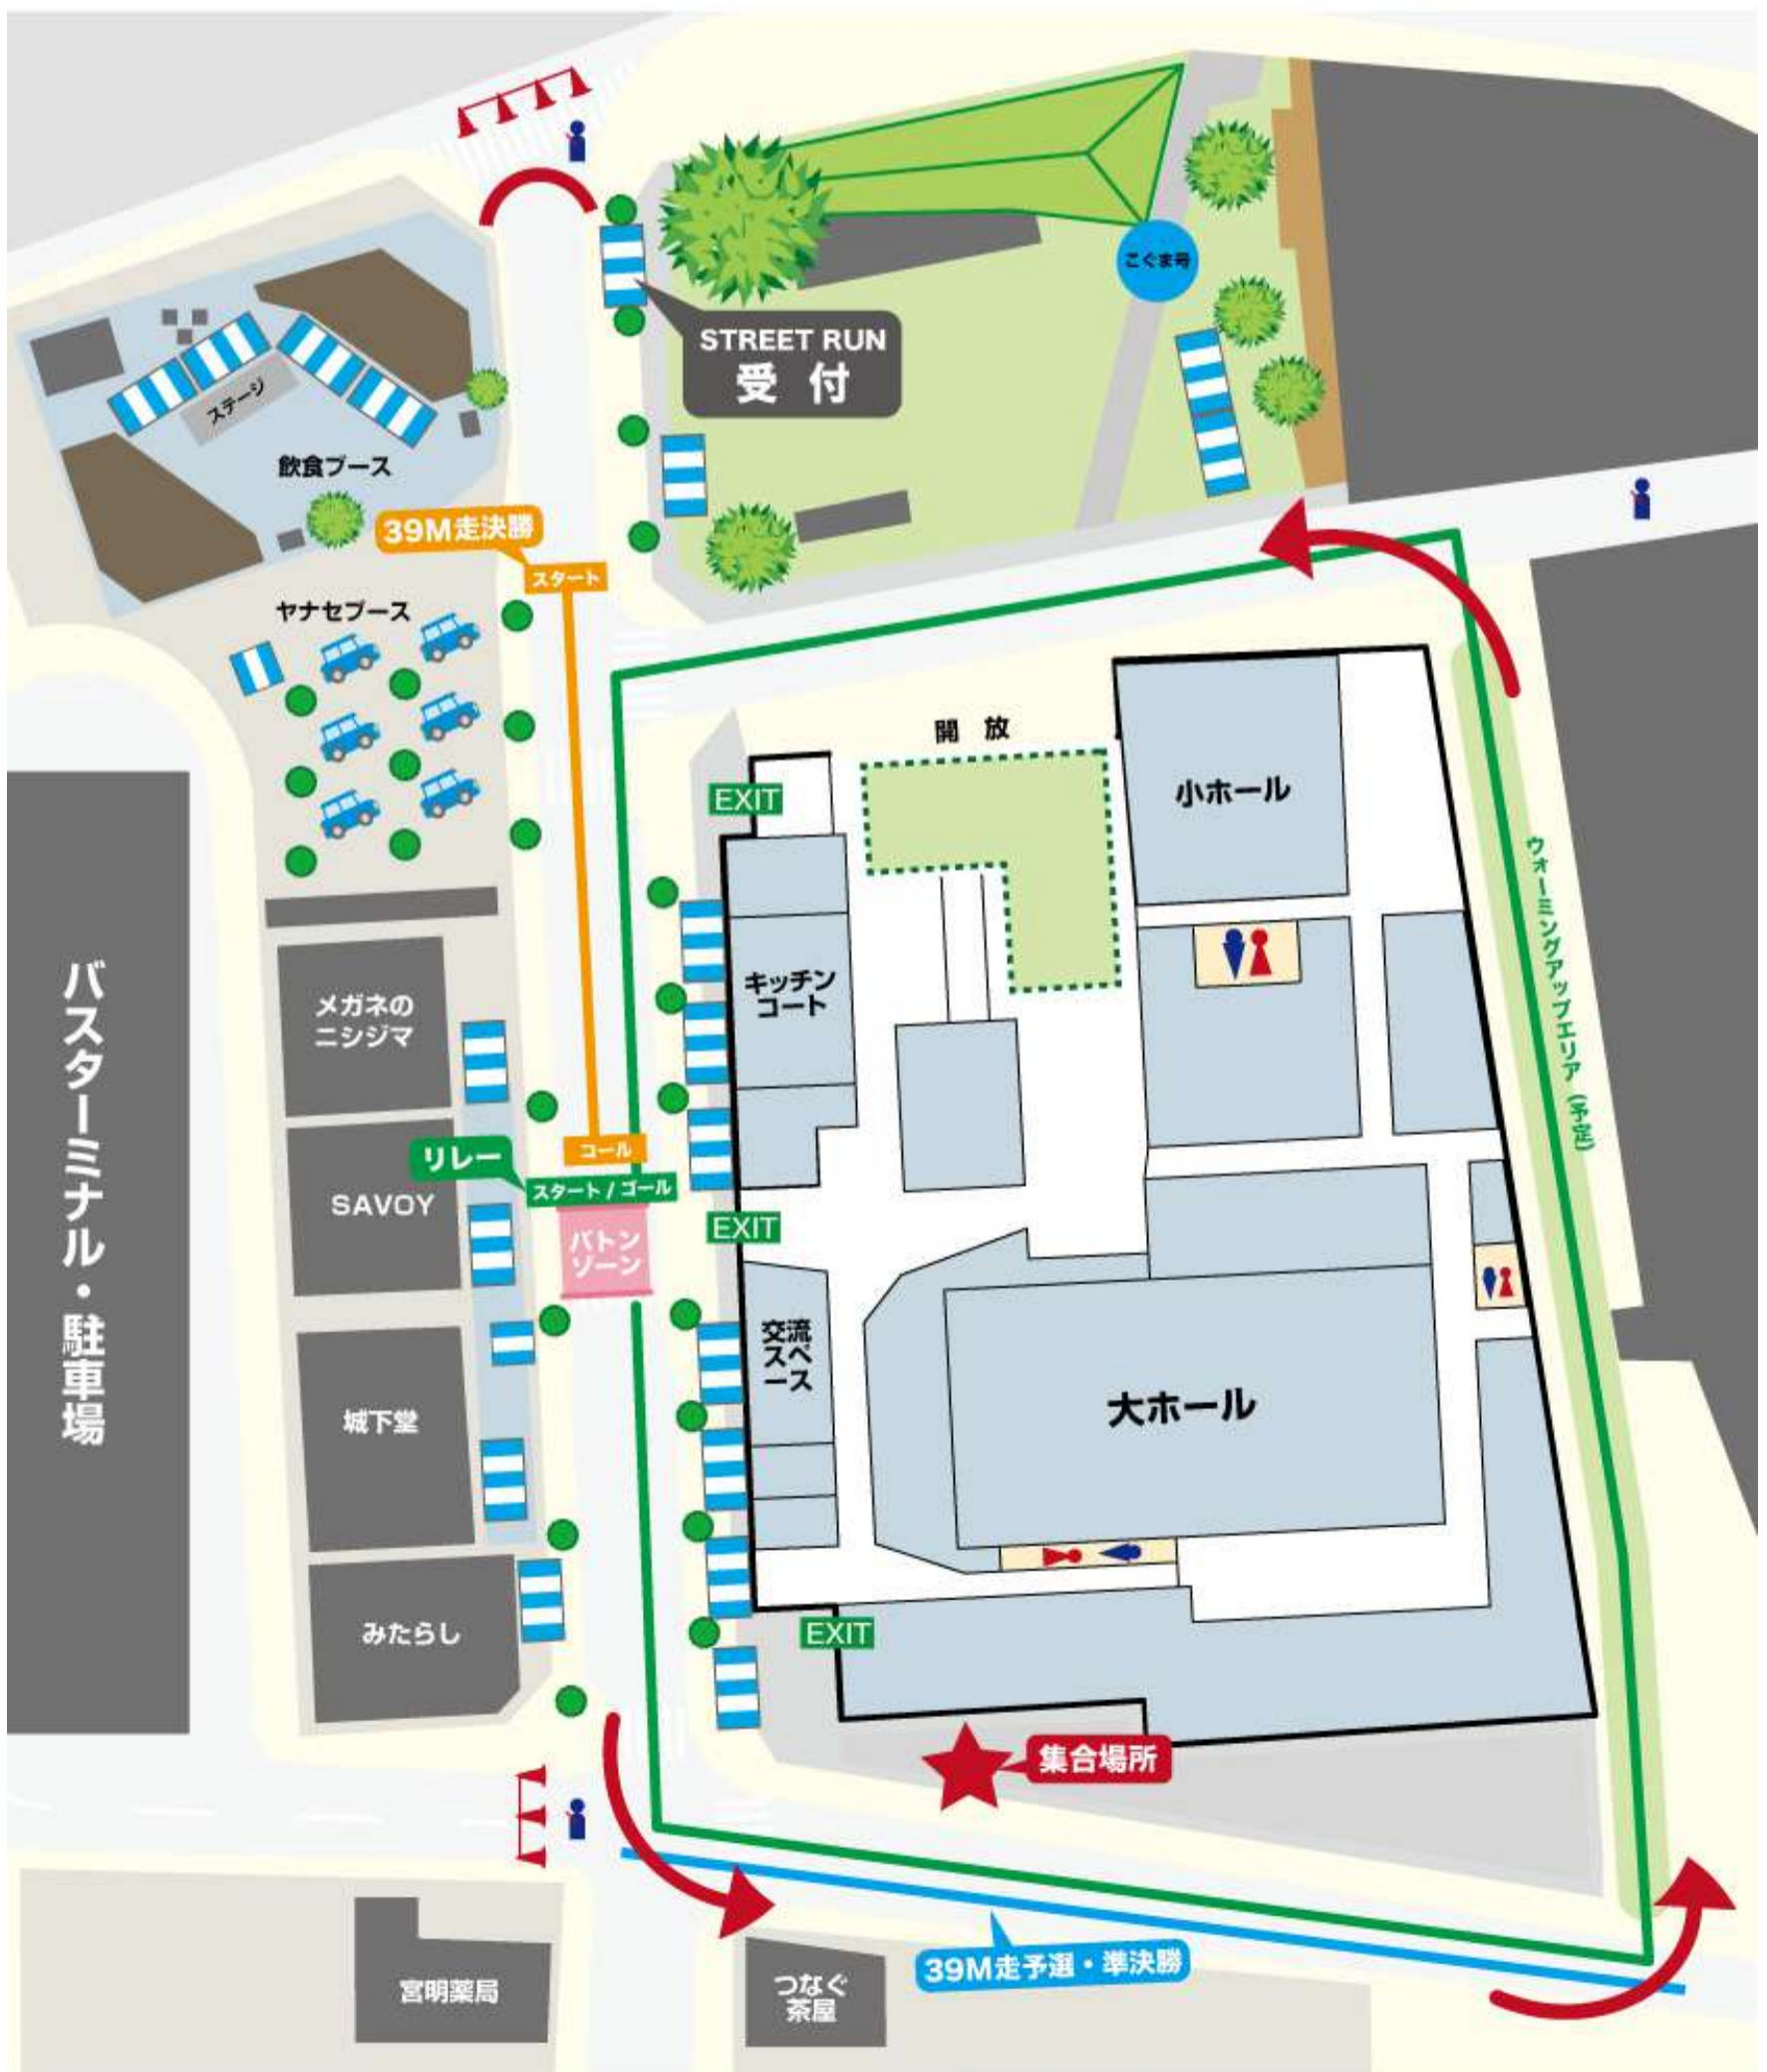 こぐま号
STREET RUN
受 付
ステージ
飲食ブース
39M走決勝
スタート
ヤナセブース
開 放
EXIT
小ホール
ウォーミングアップエリア（予定）
バスターミナル・駐車場
メガネの
ニシジマ
キッチン
コート
コール
リレー
スタート / ゴール
SAVOY
EXIT
バトン
ゾーン
交流
スペ
ース
大ホール
城下堂
みたらし
EXIT
集合場所
39M走予選・準決勝
宮明薬局
つなぐ
茶屋